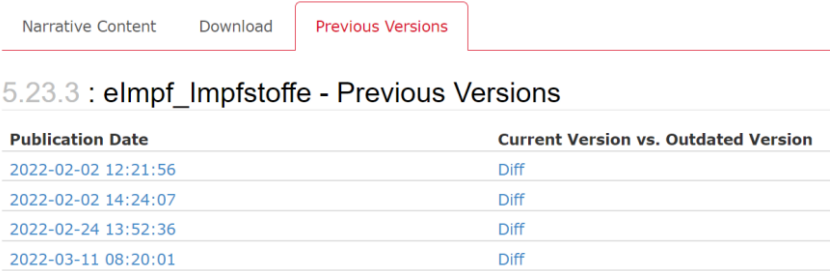 Narrative Content Download Previous Versions
5.23.3 : eImpf_Impfstoffe - Previous Versions
Publication Date Current Version vs. Outdated Version
2022-02-02 12:21:56 Diff
2022-02-02 14:24:07 Diff
2022-02-24 13:52:36 Diff
2022-03-11 08:20:01 Diff